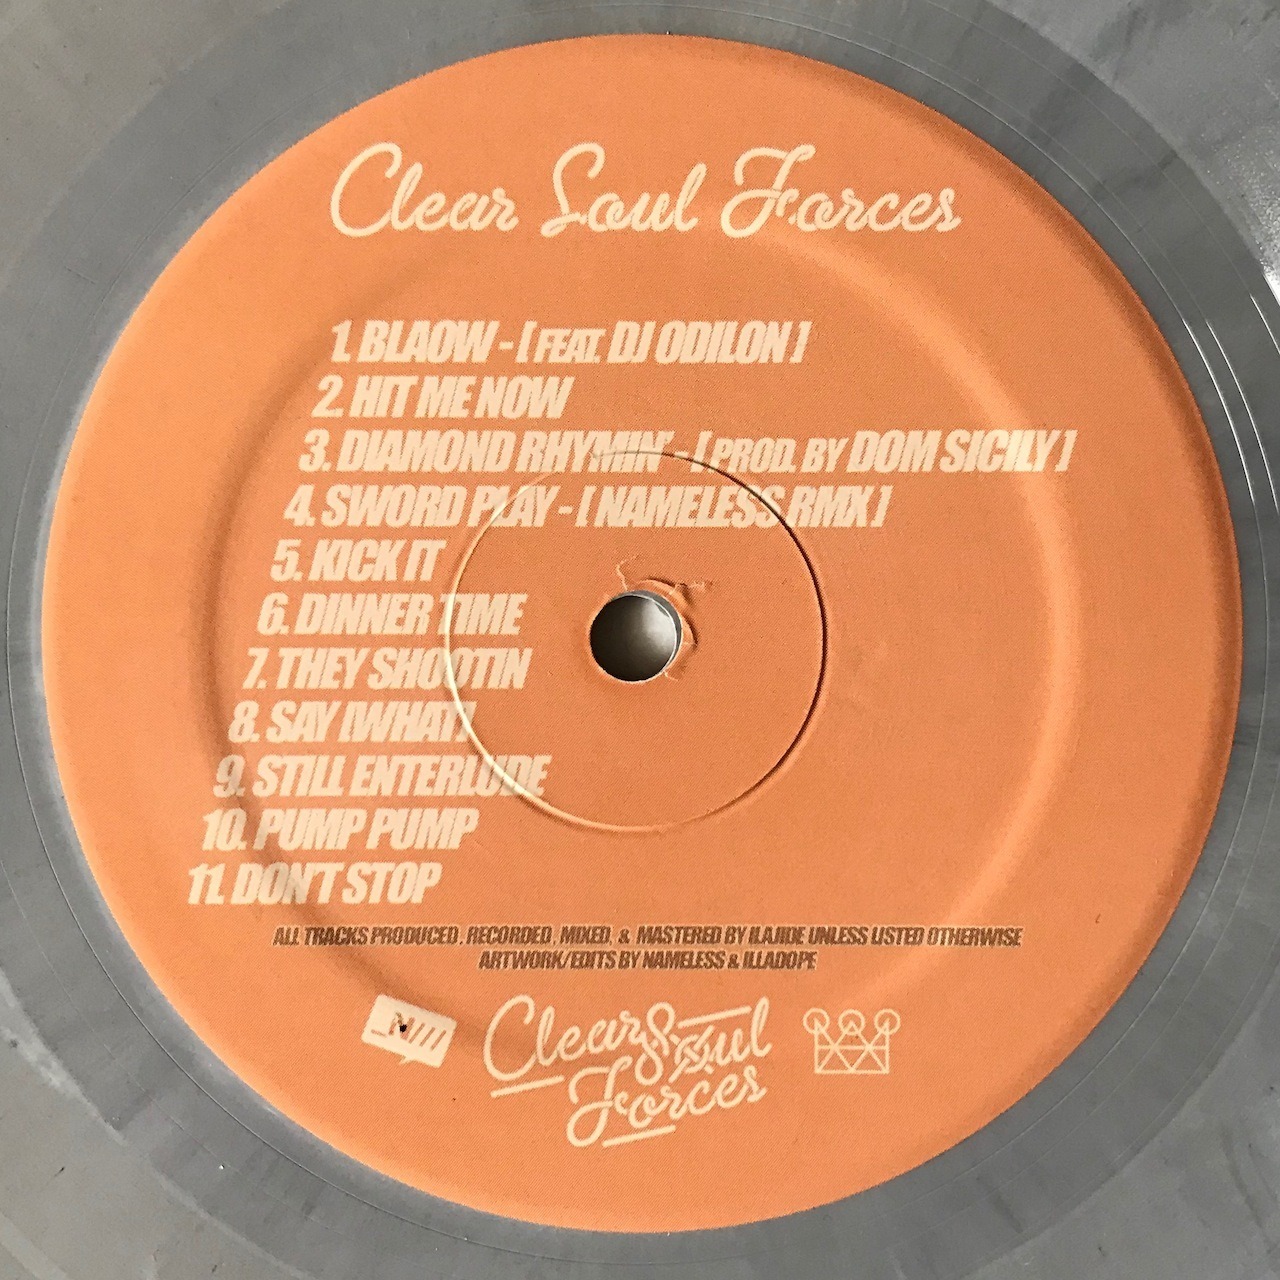 Clear Soul Forces
1. BLAOW - [ FEAT. DJ ODILON ]
2. HIT ME NOW
3. DIAMOND RHYMIN' - [ PROD. BY DOM SICILY ]
4. SWORD PLAY - [ NAMELESS RMX ]
5. KICK IT
6. DINNER TIME
7. THEY SHOOTIN
8. SAY [WHAT]
9. STILL ENTERLUDE
10. PUMP PUMP
11. DON'T STOP
ALL TRACKS PRODUCED, RECORDED, MIXED, & MASTERED BY ILAJIDE UNLESS LISTED OTHERWISE
ARTWORK/EDITS BY NAMELESS & ILLADOPE
Clear Soul
Forces